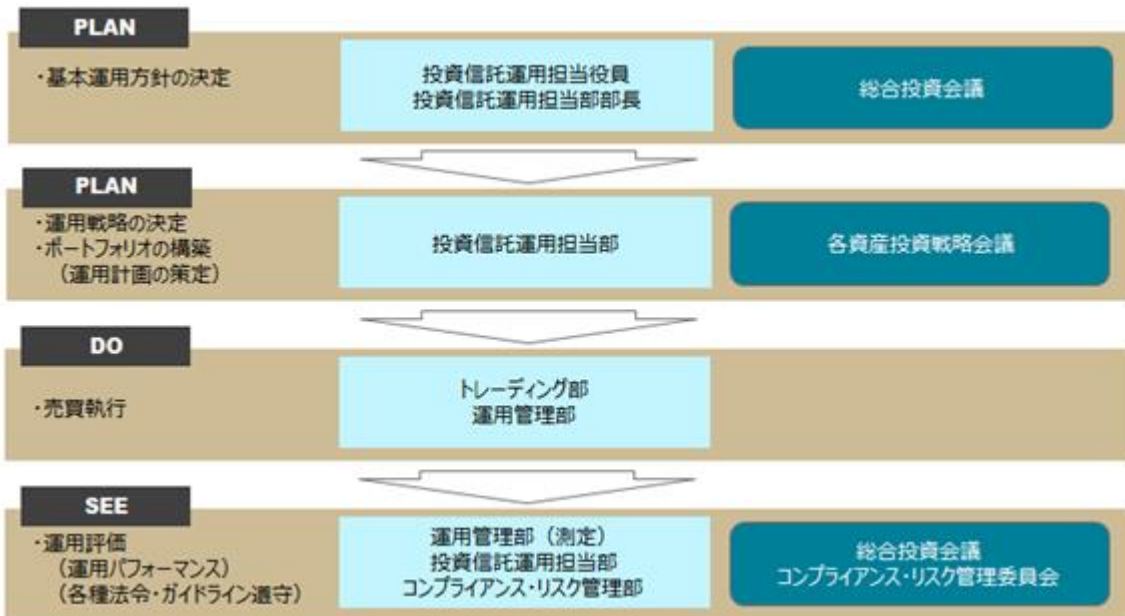 PLAN
・基本運用方針の決定
投資信託運用担当役員
投資信託運用担当部部長
総合投資会議
PLAN
・運用戦略の決定
・ポートフォリオの構築
（運用計画の策定）
投資信託運用担当部
各資産投資戦略会議
DO
・売買執行
トレーディング部
運用管理部
SEE
・運用評価
（運用パフォーマンス）
（各種法令・ガイドライン遵守）
運用管理部（測定）
投資信託運用担当部
コンプライアンス・リスク管理部
総合投資会議
コンプライアンス・リスク管理委員会